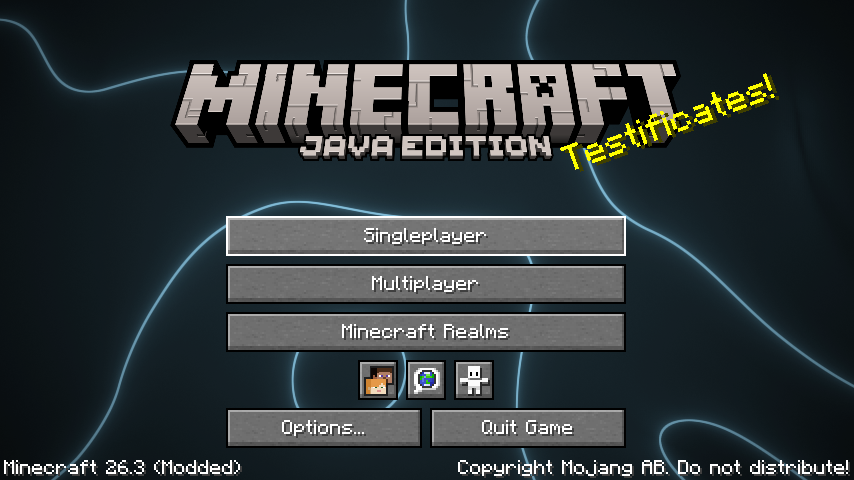 MINECRAFT
JAVA EDITION
Testificates!
Singleplayer
Multiplayer
Minecraft Realms
Options...
Quit Game
Minecraft 26.3 (Modded)
Copyright Mojang AB. Do not distribute!